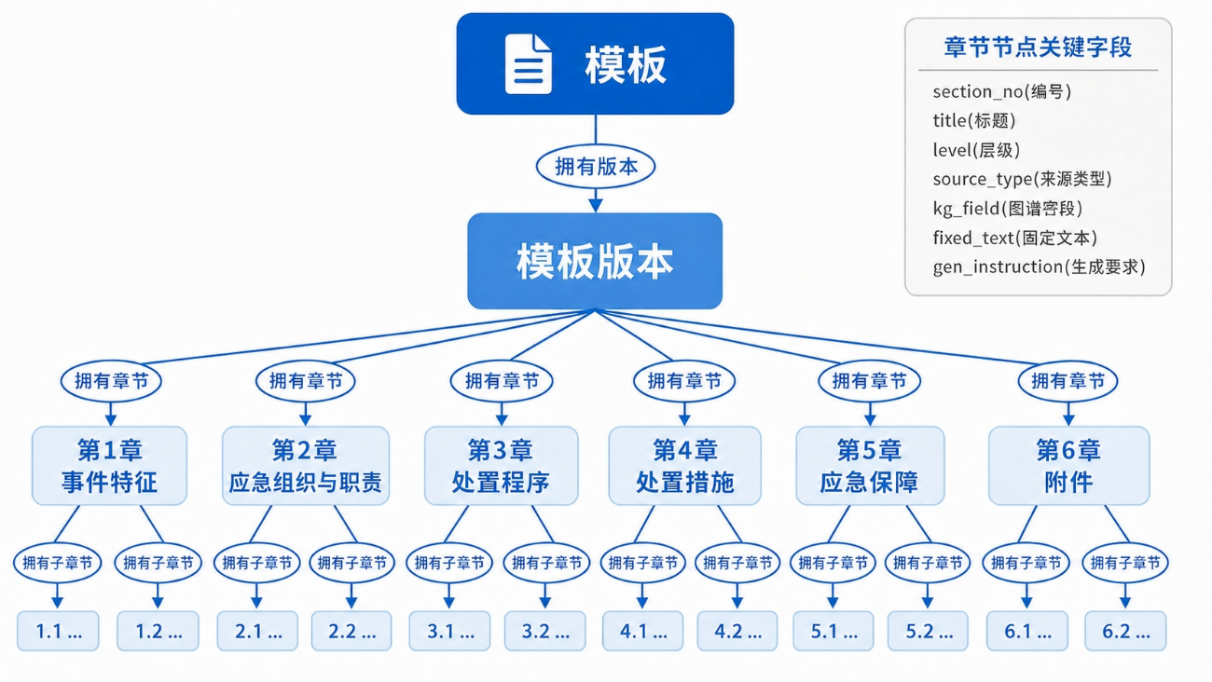 模板
章节节点关键字段
section_no(编号)
title(标题)
level(层级)
source_type(来源类型)
kg_field(图谱字段)
fixed_text(固定文本)
gen_instruction(生成要求)
拥有版本
模板版本
拥有章节 拥有章节 拥有章节 拥有章节 拥有章节 拥有章节
第1章 第2章 第3章 第4章 第5章 第6章
事件特征 应急组织与职责 处置程序 处置措施 应急保障 附件
拥有子章节 拥有子章节 拥有子章节 拥有子章节 拥有子章节 拥有子章节 拥有子章节 拥有子章节 拥有子章节 拥有子章节 拥有子章节 拥有子章节
1.1 ... 1.2 ... 2.1 ... 2.2 ... 3.1 ... 3.2 ... 4.1 ... 4.2 ... 5.1 ... 5.2 ... 6.1 ... 6.2 ...